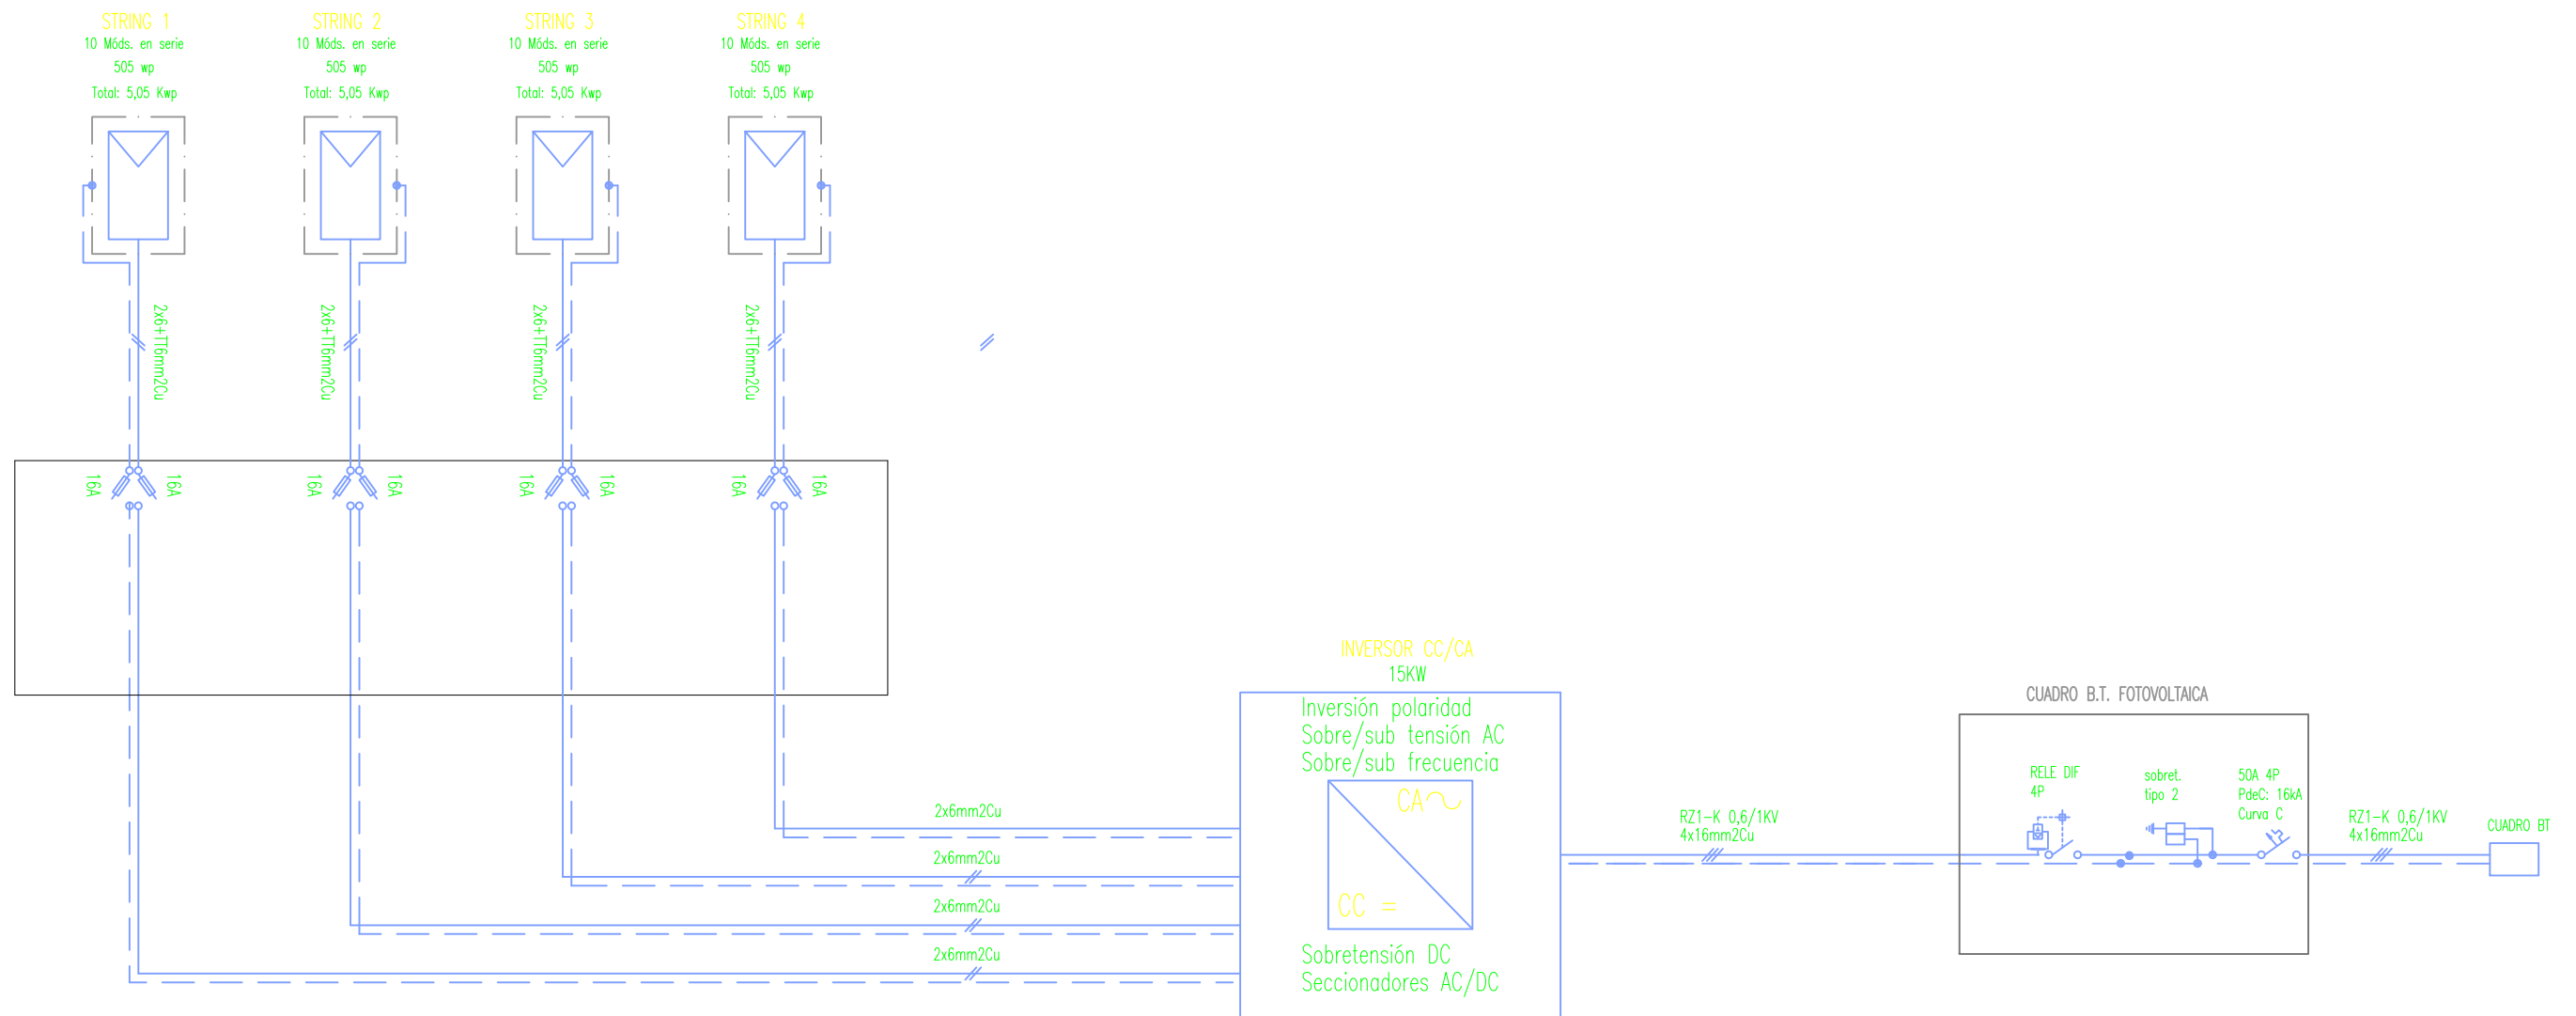 STRING 1
10 Móds. en serie
505 wp
Total: 5,05 Kwp
STRING 2
10 Móds. en serie
505 wp
Total: 5,05 Kwp
STRING 3
10 Móds. en serie
505 wp
Total: 5,05 Kwp
STRING 4
10 Móds. en serie
505 wp
Total: 5,05 Kwp
2x6+TT6mm2Cu
2x6+TT6mm2Cu
2x6+TT6mm2Cu
2x6+TT6mm2Cu
16A
16A
16A
16A
16A
16A
16A
16A
2x6mm2Cu
2x6mm2Cu
2x6mm2Cu
2x6mm2Cu
INVERSOR CC/CA
15KW
Inversión polaridad
Sobre/sub tensión AC
Sobre/sub frecuencia
CA
CC =
Sobretensión DC
Seccionadores AC/DC
RZ1-K 0,6/1KV
4x16mm2Cu
CUADRO B.T. FOTOVOLTAICA
RELE DIF
4P
sobret.
tipo 2
50A 4P
PdeC: 16kA
Curva C
RZ1-K 0,6/1KV
4x16mm2Cu
CUADRO BT